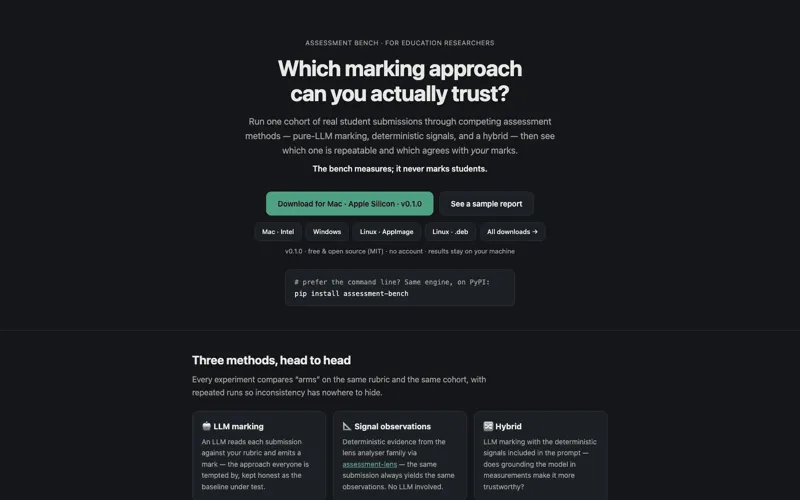 ASSESSMENT BENCH · FOR EDUCATION RESEARCHERS
Which marking approach
can you actually trust?
Run one cohort of real student submissions through competing assessment
methods — pure-LLM marking, deterministic signals, and a hybrid — then see
which one is repeatable and which agrees with your marks.
The bench measures; it never marks students.
Download for Mac · Apple Silicon · v0.1.0
See a sample report
Mac · Intel
Windows
Linux · AppImage
Linux · .deb
All downloads →
v0.1.0 · free & open source (MIT) · no account · results stay on your machine
# prefer the command line? Same engine, on PyPI:
pip install assessment-bench
Three methods, head to head
Every experiment compares "arms" on the same rubric and the same cohort, with
repeated runs so inconsistency has nowhere to hide.
LLM marking
An LLM reads each submission
against your rubric and emits a
mark — the approach everyone is
tempted by, kept honest as the
baseline under test.
Signal observations
Deterministic evidence from the
lens analyser family via
assessment-lens — the same
submission always yields the same
observations. No LLM involved.
Hybrid
LLM marking with the deterministic
signals included in the prompt —
does grounding the model in
measurements make it more
trustworthy?